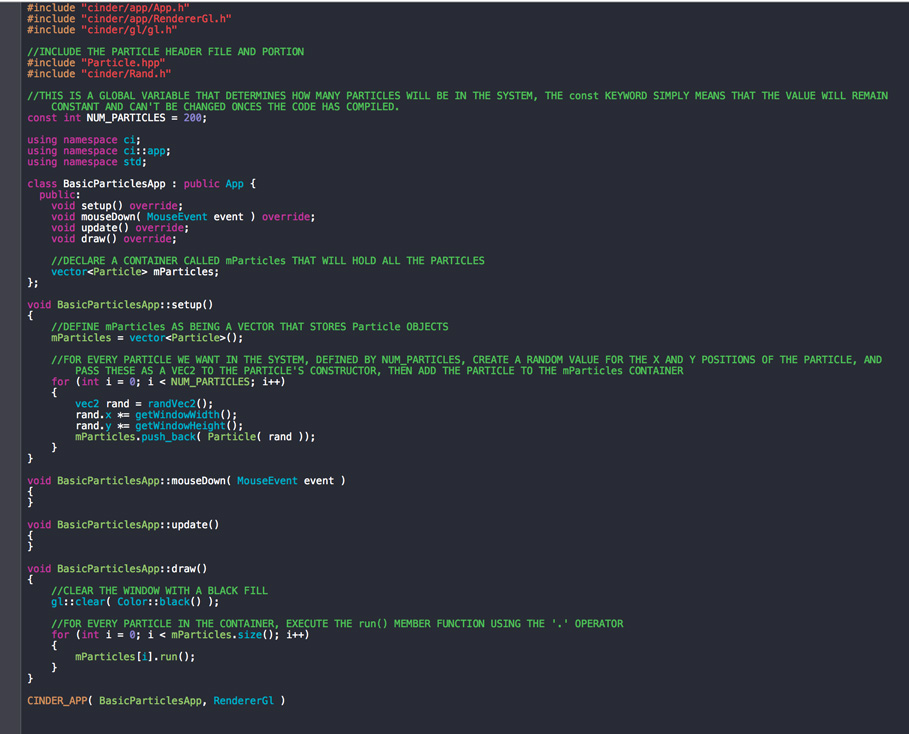 #include "cinder/app/App.h"
#include "cinder/app/RendererGl.h"
#include "cinder/gl/gl.h"
//INCLUDE THE PARTICLE HEADER FILE AND PORTION
#include "Particle.hpp"
#include "cinder/Rand.h"
//THIS IS A GLOBAL VARIABLE THAT DETERMINES HOW MANY PARTICLES WILL BE IN THE SYSTEM, THE const KEYWORD SIMPLY MEANS THAT THE VALUE WILL REMAIN
CONSTANT AND CAN'T BE CHANGED ONCES THE CODE HAS COMPILED.
const int NUM_PARTICLES = 200;
using namespace ci;
using namespace ci::app;
using namespace std;
class BasicParticlesApp : public App {
public:
void setup() override;
void mouseDown( MouseEvent event ) override;
void update() override;
void draw() override;
//DECLARE A CONTAINER CALLED mParticles THAT WILL HOLD ALL THE PARTICLES
vector<Particle> mParticles;
};
void BasicParticlesApp::setup()
{
//DEFINE mParticles AS BEING A VECTOR THAT STORES Particle OBJECTS
mParticles = vector<Particle>();
//FOR EVERY PARTICLE WE WANT IN THE SYSTEM, DEFINED BY NUM_PARTICLES, CREATE A RANDOM VALUE FOR THE X AND Y POSITIONS OF THE PARTICLE, AND
PASS THESE AS A VEC2 TO THE PARTICLE'S CONSTRUCTOR, THEN ADD THE PARTICLE TO THE mParticles CONTAINER
for (int i = 0; i < NUM_PARTICLES; i++)
{
vec2 rand = randVec2();
rand.x *= getWindowWidth();
rand.y *= getWindowHeight();
mParticles.push_back( Particle( rand ));
}
}
void BasicParticlesApp::mouseDown( MouseEvent event )
{
}
void BasicParticlesApp::update()
{
}
void BasicParticlesApp::draw()
{
//CLEAR THE WINDOW WITH A BLACK FILL
gl::clear( Color::black() );
//FOR EVERY PARTICLE IN THE CONTAINER, EXECUTE THE run() MEMBER FUNCTION USING THE '.' OPERATOR
for (int i = 0; i < mParticles.size(); i++)
{
mParticles[i].run();
}
}
CINDER_APP( BasicParticlesApp, RendererGl )